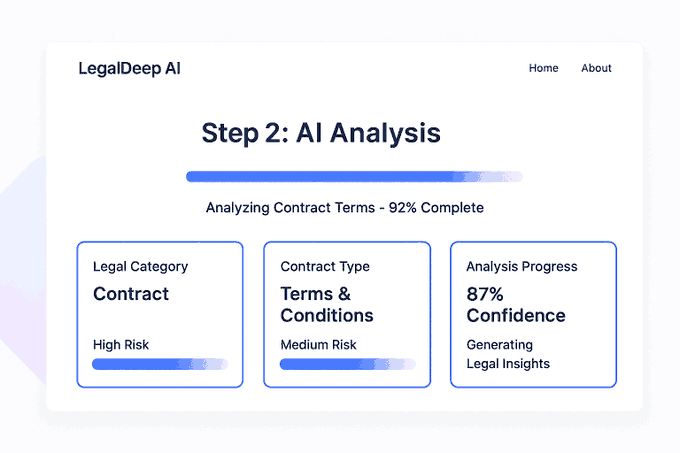 LegalDeep AI
Home
About
Step 2: AI Analysis
Analyzing Contract Terms - 92% Complete
Legal Category
Contract
High Risk
Contract Type
Terms &
Conditions
Medium Risk
Analysis Progress
87%
Confidence
Generating
Legal Insights